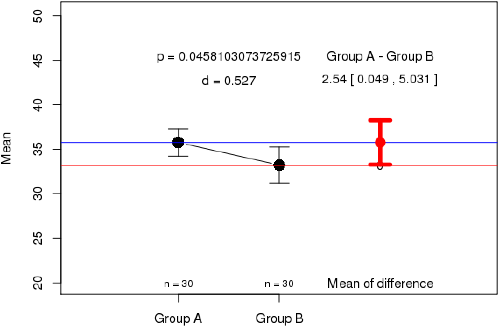 50
p = 0.0458103073725915 Group A - Group B
d = 0.527 2.54 [ 0.049 , 5.031 ]
45
40
Mean
35
0
30
25
20
n = 30 n = 30 Mean of difference
Group A Group B